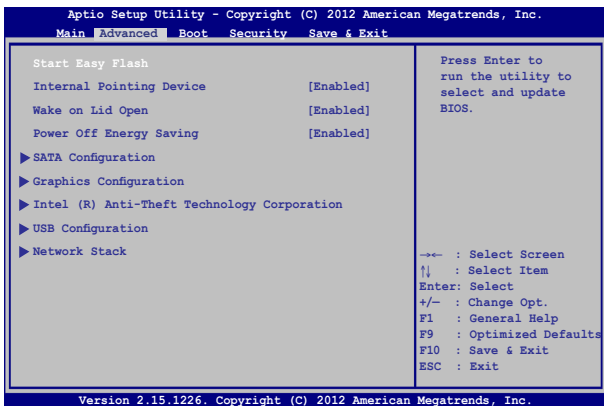 Aptio Setup Utility - Copyright (C) 2012 American Megatrends, Inc.
Main Advanced Boot Security Save & Exit
Start Easy Flash
Internal Pointing Device [Enabled]
Wake on Lid Open [Enabled]
Power Off Energy Saving [Enabled]
SATA Configuration
Graphics Configuration
Intel (R) Anti-Theft Technology Corporation
USB Configuration
Network Stack
Press Enter to
run the utility to
select and update
BIOS.
→← : Select Screen
↑↓ : Select Item
Enter: Select
+/— : Change Opt.
F1 : General Help
F9 : Optimized Defaults
F10 : Save & Exit
ESC : Exit
Version 2.15.1226. Copyright (C) 2012 American Megatrends, Inc.